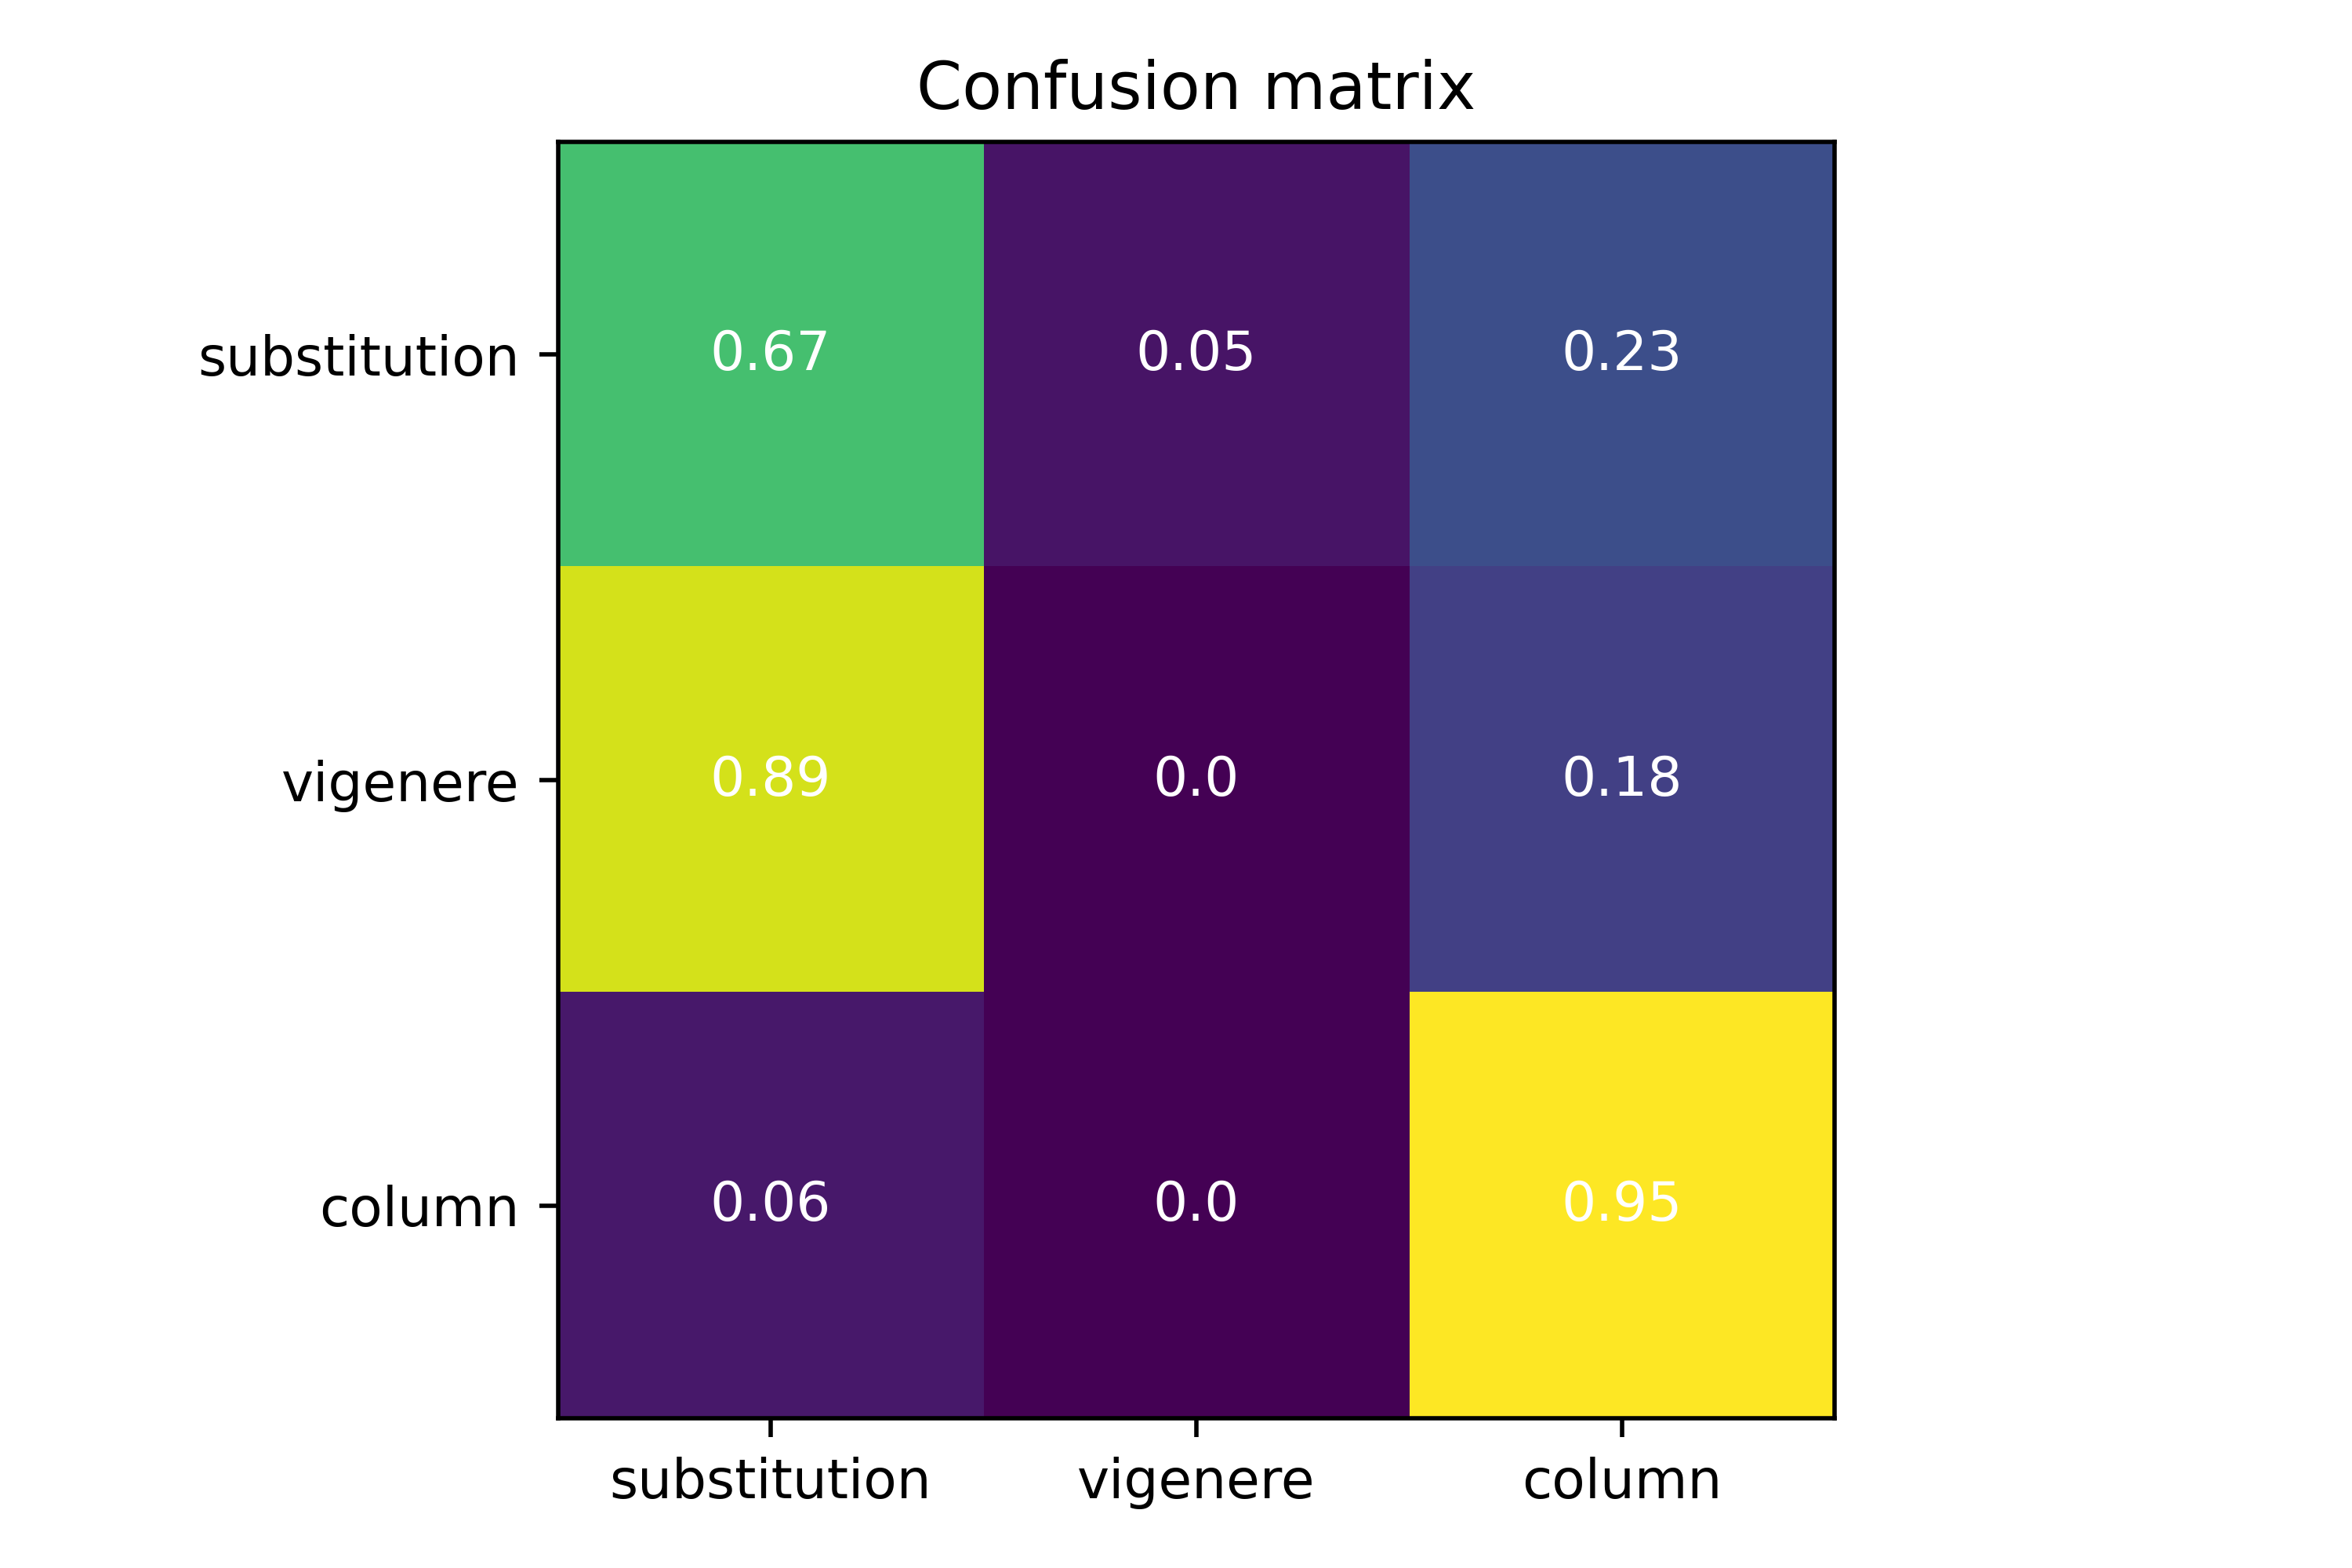 Confusion matrix
substitution 0.67 0.05 0.23
vigenere 0.89 0.0 0.18
column 0.06 0.0 0.95
substitution vigenere column